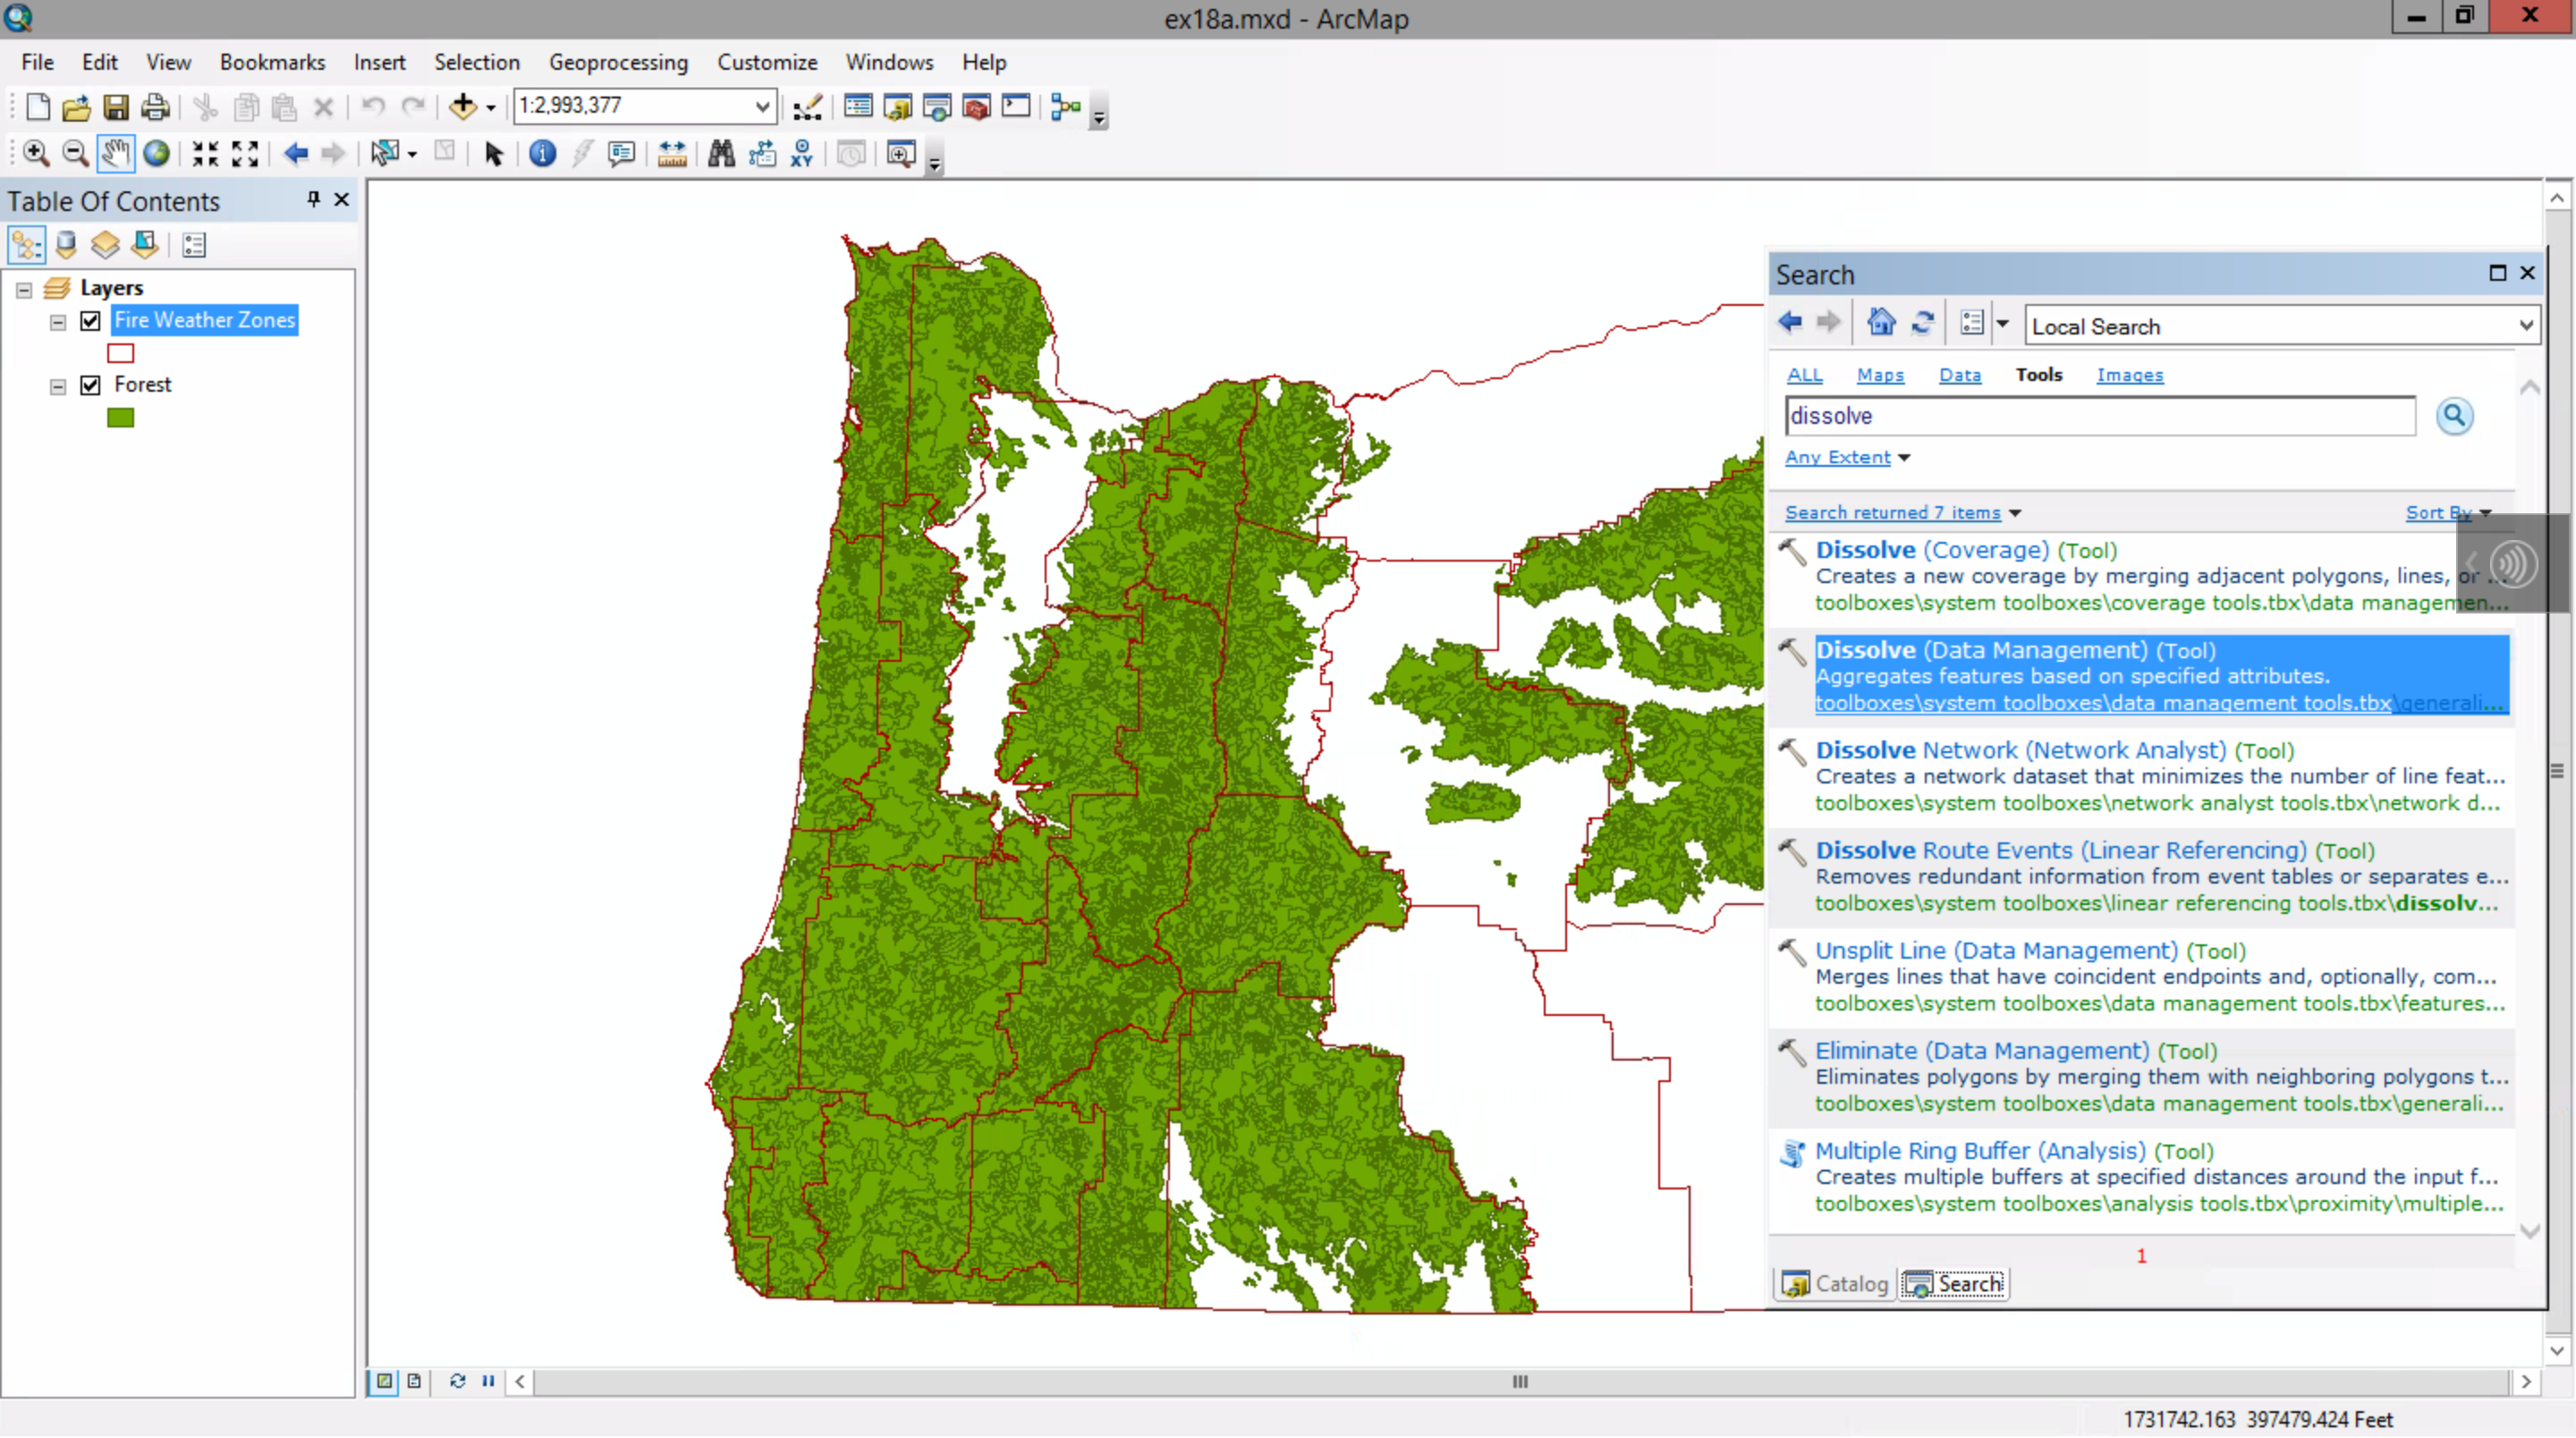 ex18a.mxd - ArcMap
File Edit View Bookmarks Insert Selection Geoprocessing Customize Windows Help
1:2,993,377
XY
Table Of Contents
Layers
Fire Weather Zones
Forest
Search
Local Search
ALL Maps Data Tools Images
dissolve
Any Extent
Search returned 7 items Sort By
Dissolve (Coverage) (Tool)
Creates a new coverage by merging adjacent polygons, lines, or ...
toolboxes\system toolboxes\coverage tools.tbx\data managemen...
Dissolve (Data Management) (Tool)
Aggregates features based on specified attributes.
toolboxes\system toolboxes\data management tools.tbx\generali...
Dissolve Network (Network Analyst) (Tool)
Creates a network dataset that minimizes the number of line feat...
toolboxes\system toolboxes\network analyst tools.tbx\network d...
Dissolve Route Events (Linear Referencing) (Tool)
Removes redundant information from event tables or separates e...
toolboxes\system toolboxes\linear referencing tools.tbx\dissolv...
Unsplit Line (Data Management) (Tool)
Merges lines that have coincident endpoints and, optionally, com...
toolboxes\system toolboxes\data management tools.tbx\features...
Eliminate (Data Management) (Tool)
Eliminates polygons by merging them with neighboring polygons t...
toolboxes\system toolboxes\data management tools.tbx\generali...
Multiple Ring Buffer (Analysis) (Tool)
Creates multiple buffers at specified distances around the input f...
toolboxes\system toolboxes\analysis tools.tbx\proximity\multiple...
1
Catalog Search
1731742.163 397479.424 Feet